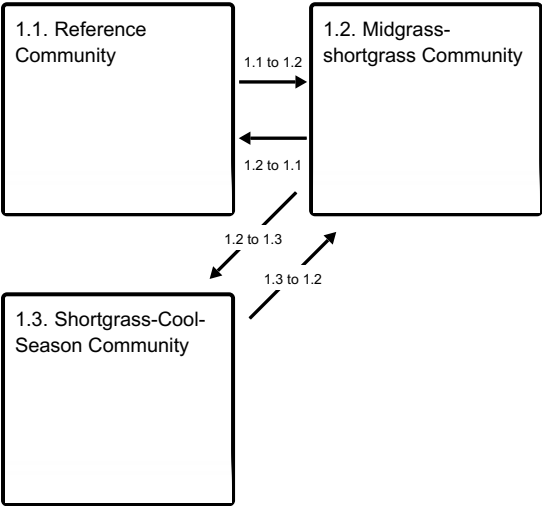 1.1. Reference
Community
1.1 to 1.2
1.2. Midgrass-
shortgrass Community
1.2 to 1.1
1.2 to 1.3
1.3 to 1.2
1.3. Shortgrass-Cool-
Season Community